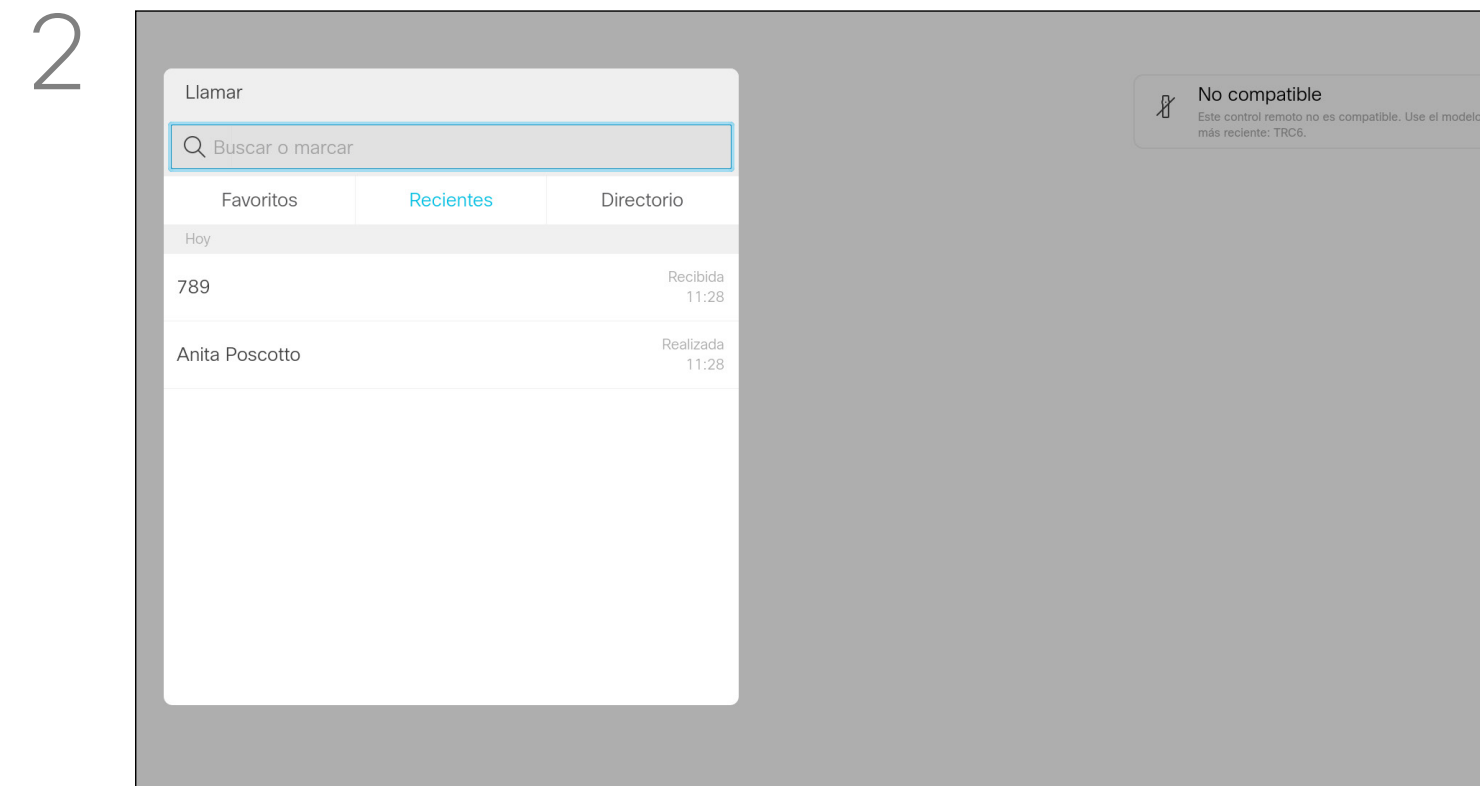 2
Llamar
Buscar o marcar
Favoritos Recientes Directorio
Hoy
789
Recibida
11:28
Anita Poscotto
Realizada
11:28
No compatible
Este control remoto no es compatible. Use el modelo
más reciente: TRC6.